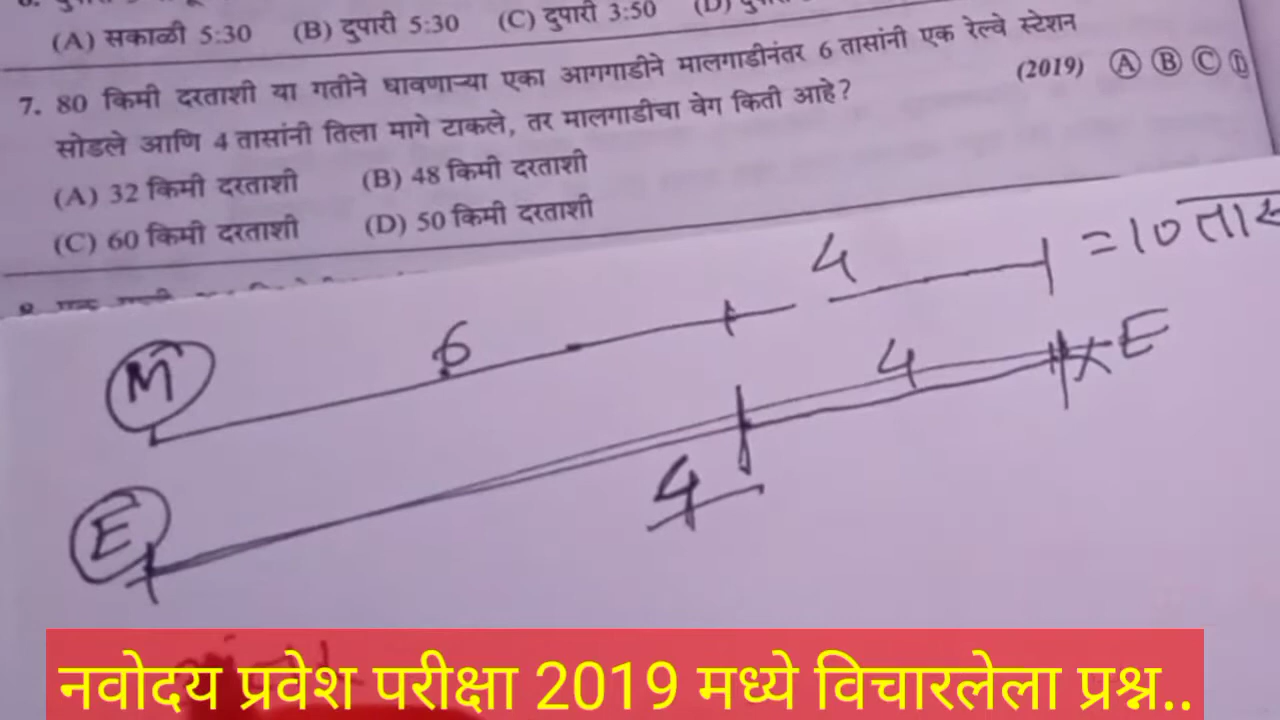 (A) सकाळी 5:30 (B) दुपारी 5:30 (C) दुपारी 3:50 (D)
7. 80 किमी दरताशी या गतीने धावणाऱ्या एका आगगाडीने मालगाडीनंतर 6 तासांनी एक रेल्वे स्टेशन
सोडले आणि 4 तासांनी तिला मागे टाकले, तर मालगाडीचा वेग किती आहे? (2019) A B C D
(A) 32 किमी दरताशी (B) 48 किमी दरताशी
(C) 60 किमी दरताशी (D) 50 किमी दरताशी
M 6 4 = 10 तास
E 4 4 E
नवोदय प्रवेश परीक्षा 2019 मध्ये विचारलेला प्रश्न..